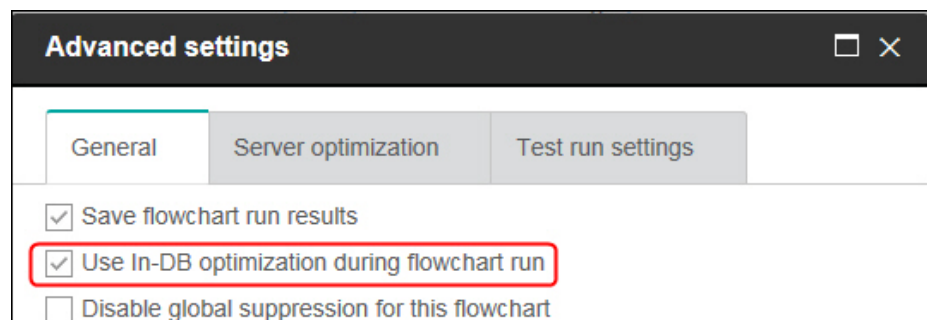 Advanced settings
General Server optimization Test run settings
Save flowchart run results
Use In-DB optimization during flowchart run
Disable global suppression for this flowchart